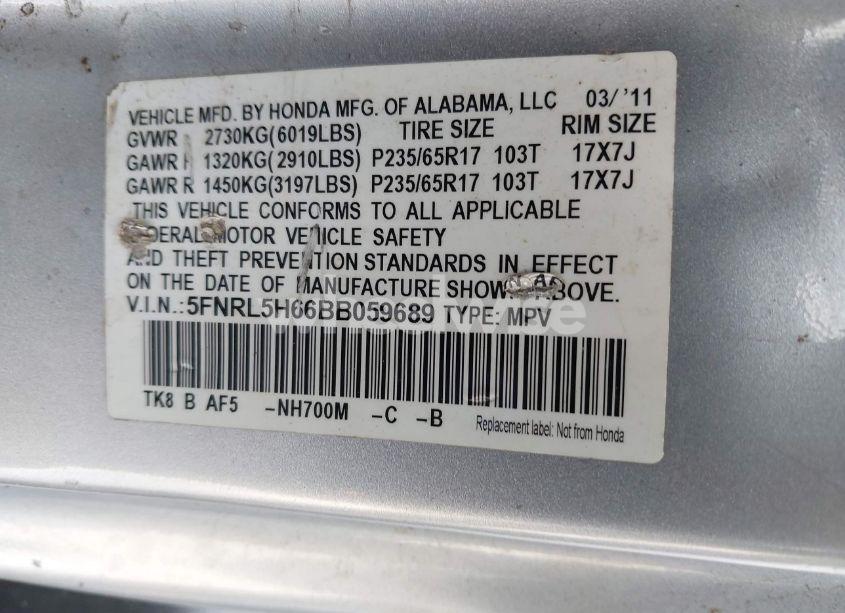 VEHICLE MFD. BY HONDA MFG. OF ALABAMA, LLC 03/ '11
GVWR 2730KG(6019LBS) TIRE SIZE RIM SIZE
GAWR 1320KG(2910LBS) P235/65R17 103T 17X7J
GAWR R 1450KG(3197LBS) P235/65R17 103T 17X7J
THIS VEHICLE CONFORMS TO ALL APPLICABLE
MOTOR VEHICLE SAFETY
AND THEFT PREVENTION STANDARDS IN EFFECT
ON THE DATE OF MANUFACTURE SHOWN ABOVE.
V.I.N.:5FNRL5H66BB059689 TYPE: MPV
TK8 B AF5 -NH700M -C -B
Replacement label: Not from Honda